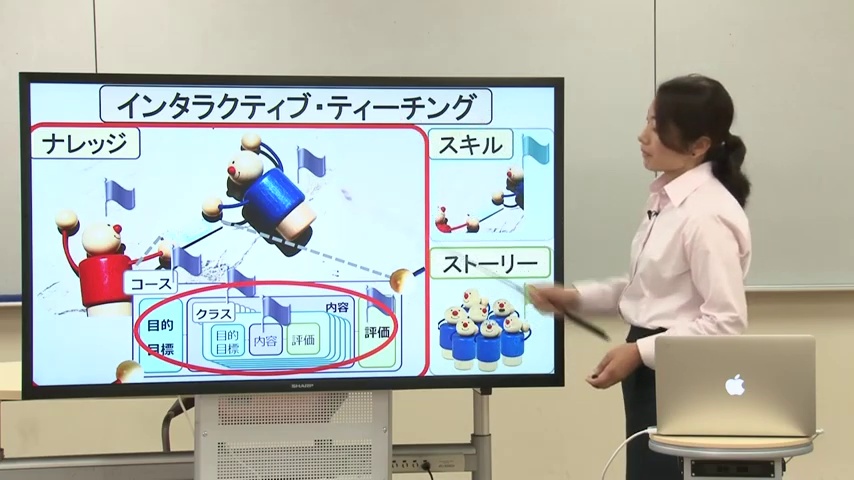 インタラクティブ・ティーチング
ナレッジ
スキル
ストーリー
コース
目的
目標
クラス
内容
評価
目的
目標
内容
評価
SHARP